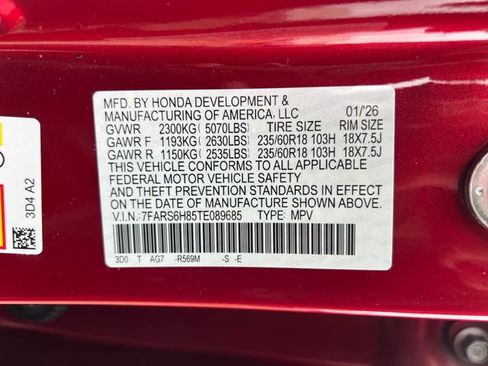 MFD. BY HONDA DEVELOPMENT &
MANUFACTURING OF AMERICA, LLC 01/26
GVWR 2300KG ( 5070LBS) TIRE SIZE RIM SIZE
GAWR F 1193KG ( 2630LBS) 235/60R18 103H 18X7.5J
GAWR R 1150KG ( 2535LBS) 235/60R18 103H 18X7.5J
THIS VEHICLE CONFORMS TO ALL APPLICABLE
FEDERAL MOTOR VEHICLE SAFETY
AND THEFT PREVENTION STANDARDS IN EFFECT
ON THE DATE OF MANUFACTURE SHOWN ABOVE.
V.I.N.:7FARS6H85TE089685 TYPE: MPV
3D0 T AG7 -R569M -S -E
3D4 A2